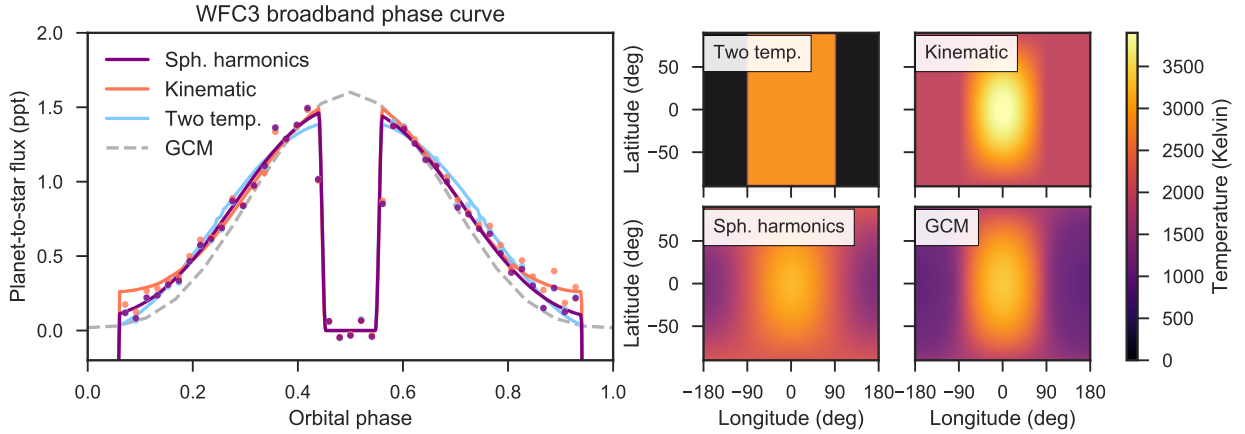 WFC3 broadband phase curve
Planet-to-star flux (ppt)
2.0
1.5
1.0
0.5
0.0
Sph. harmonics
Kinematic
Two temp.
GCM
0.0 0.2 0.4 0.6 0.8 1.0
Orbital phase
Latitude (deg)
50
0
−50
Two temp.
Kinematic
Latitude (deg)
50
0
−50
Sph. harmonics
GCM
−180 −90 0 90 180
Longitude (deg)
−180 −90 0 90 180
Longitude (deg)
3500
3000
2500
2000
1500
1000
500
0
Temperature (Kelvin)